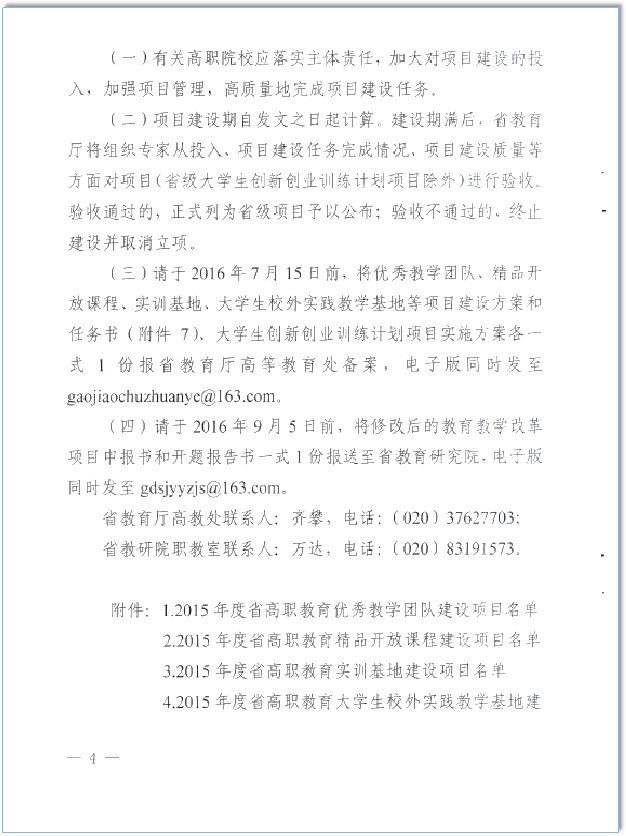 （一）有关高职院校应落实主体责任，加大对项目建设的投
入，加强项目管理，高质量地完成项目建设任务。
（二）项目建设期自发文之日起计算。建设期满后，省教育
厅将组织专家从投入、项目建设任务完成情况、项目建设质量等
方面对项目（省级大学生创新创业训练计划项目除外）进行验收。
验收通过的，正式列为省级项目予以公布；验收不通过的，终止
建设并取消立项。
（三）请于 2016 年 7 月 15 日前，将优秀教学团队、精品开
放课程、实训基地、大学生校外实践教学基地等项目建设方案和
任务书（附件 7）、大学生创新创业训练计划项目实施方案各一
式 1 份报省教育厅高等教育处备案，电子版同时发至
gaojiaochuzhuanye@163.com。
（四）请于 2016 年 9 月 5 日前，将修改后的教育教学改革
项目申报书和开题报告书一式 1 份报送至省教育研究院，电子版
同时发至 gdsjyyzjs@163.com。
省教育厅高教处联系人：齐攀，电话：（020）37627703；
省教研院职教室联系人：万达，电话：（020）83191573。
附件：1.2015 年度省高职教育优秀教学团队建设项目名单
2.2015 年度省高职教育精品开放课程建设项目名单
3.2015 年度省高职教育实训基地建设项目名单
4.2015 年度省高职教育大学生校外实践教学基地建
— 4 —